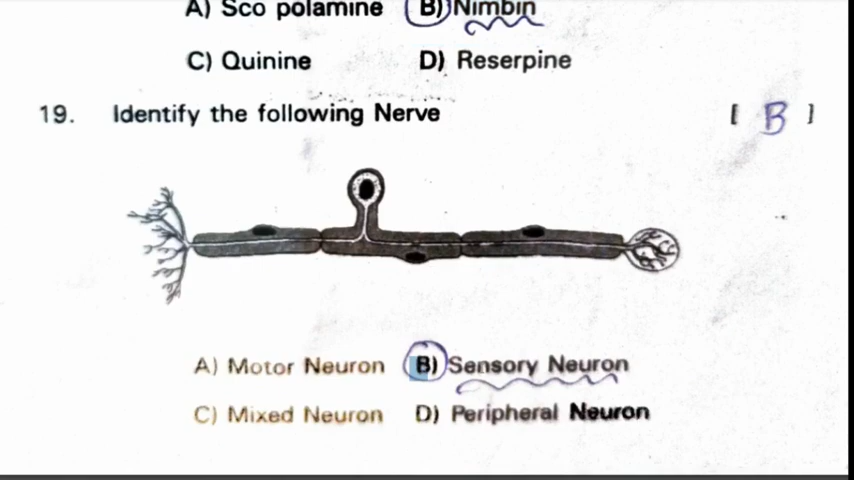 A) Sco polamine B) Nimbin
C) Quinine D) Reserpine
19. Identify the following Nerve [ B ]
A) Motor Neuron B) Sensory Neuron
C) Mixed Neuron D) Peripheral Neuron